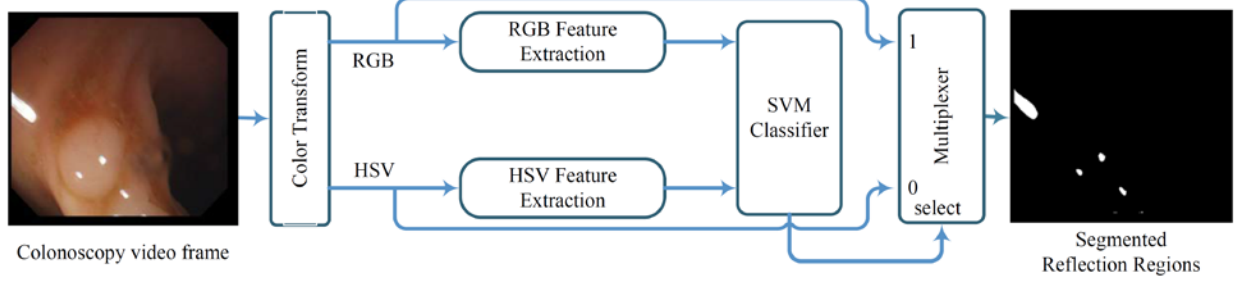 Colonoscopy video frame
Color Transform
RGB
HSV
RGB Feature
Extraction
HSV Feature
Extraction
SVM
Classifier
1
Multiplexer
0
select
Segmented
Reflection Regions